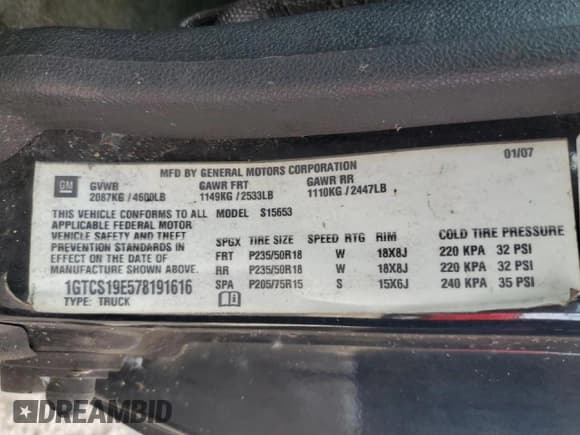 MFD BY GENERAL MOTORS CORPORATION 01/07
GM GVWR GAWR FRT GAWR RR
2087KG / 4600LB 1149KG / 2533LB 1110KG / 2447LB
THIS VEHICLE CONFORMS TO ALL MODEL S15653
APPLICABLE FEDERAL MOTOR
VEHICLE SAFETY AND THEFT
PREVENTION STANDARDS IN
EFFECT ON THE DATE OF
MANUFACTURE SHOWN ABOVE.
1GTCS19E578191616
TYPE: TRUCK
SPGX TIRE SIZE SPEED RTG RIM COLD TIRE PRESSURE
FRT P235/50R18 W 18X8J 220 KPA 32 PSI
RR P235/50R18 W 18X8J 220 KPA 32 PSI
SPA P205/75R15 S 15X6J 240 KPA 35 PSI
DREAMBID